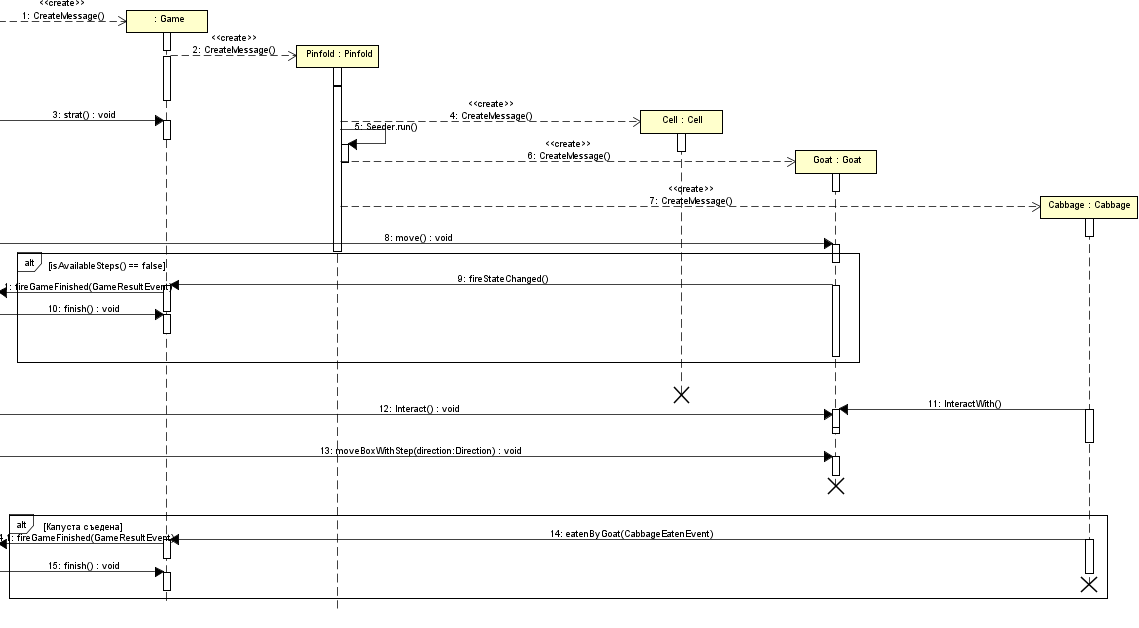 <<create>>
1: CreateMessage()
: Game
<<create>>
2: CreateMessage()
Pinfold : Pinfold
<<create>>
3: strat() : void
4: CreateMessage()
Cell : Cell
5: Seeder.run()
<<create>>
6: CreateMessage()
Goat : Goat
<<create>>
7: CreateMessage()
Cabbage : Cabbage
8: move() : void
alt
[isAvailableSteps() == false]
9: fireStateChanged()
1: fireGameFinished(GameResultEvent)
10: finish() : void
11: InteractWith()
12: Interact() : void
13: moveBoxWithStep(direction:Direction) : void
alt
[Капуста съедена]
14: eatenByGoat(CabbageEatenEvent)
1: fireGameFinished(GameResultEvent)
15: finish() : void